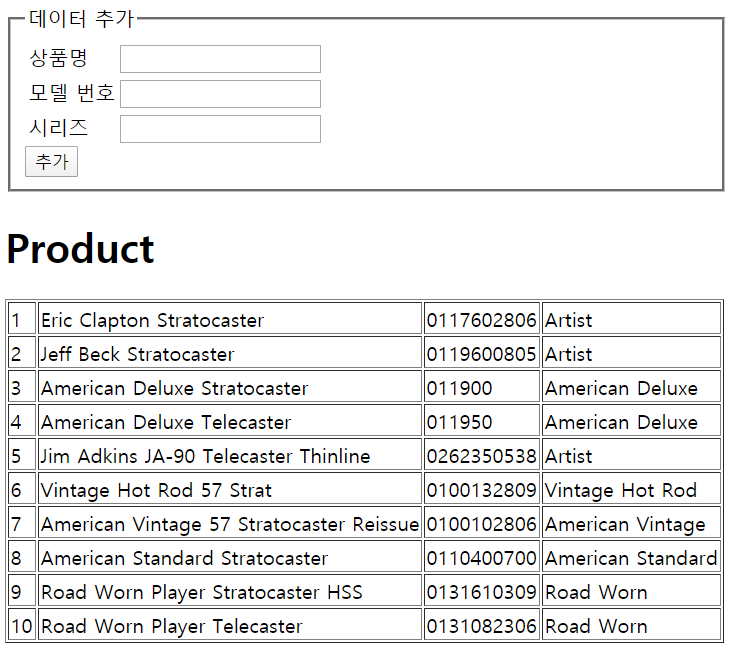 데이터 추가
상품명
모델 번호
시리즈
추가
Product
1 Eric Clapton Stratocaster 0117602806 Artist
2 Jeff Beck Stratocaster 0119600805 Artist
3 American Deluxe Stratocaster 011900 American Deluxe
4 American Deluxe Telecaster 011950 American Deluxe
5 Jim Adkins JA-90 Telecaster Thinline 0262350538 Artist
6 Vintage Hot Rod 57 Strat 0100132809 Vintage Hot Rod
7 American Vintage 57 Stratocaster Reissue 0100102806 American Vintage
8 American Standard Stratocaster 0110400700 American Standard
9 Road Worn Player Stratocaster HSS 0131610309 Road Worn
10 Road Worn Player Telecaster 0131082306 Road Worn